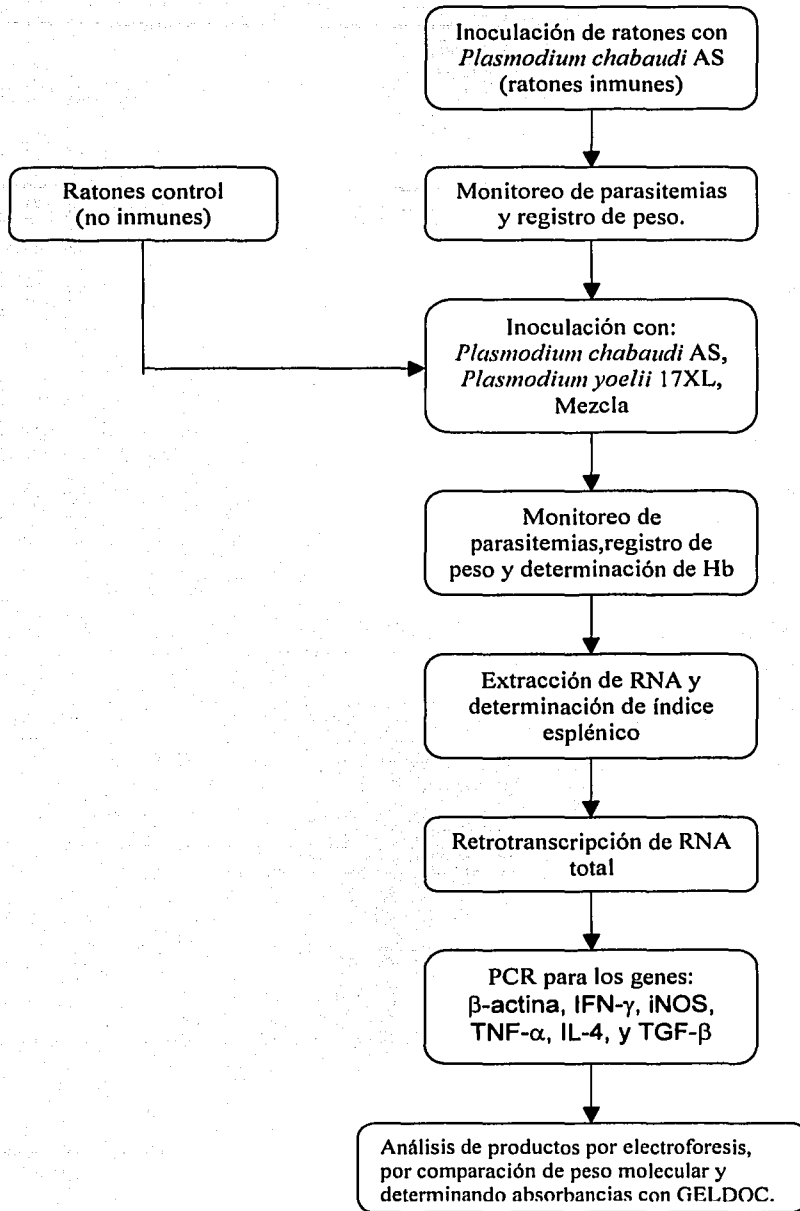 Inoculación de ratones con
Plasmodium chabaudi AS
(ratones inmunes)
Ratones control
(no inmunes)
Monitoreo de parasitemias
y registro de peso.
Inoculación con:
Plasmodium chabaudi AS,
Plasmodium yoelii 17XL,
Mezcla
Monitoreo de
parasitemias,registro de
peso y determinación de Hb
Extracción de RNA y
determinación de índice
esplénico
Retrotranscripción de RNA
total
PCR para los genes:
β-actina, IFN-γ, iNOS,
TNF-α, IL-4, y TGF-β
Análisis de productos por electroforesis,
por comparación de peso molecular y
determinando absorbancias con GELDOC.